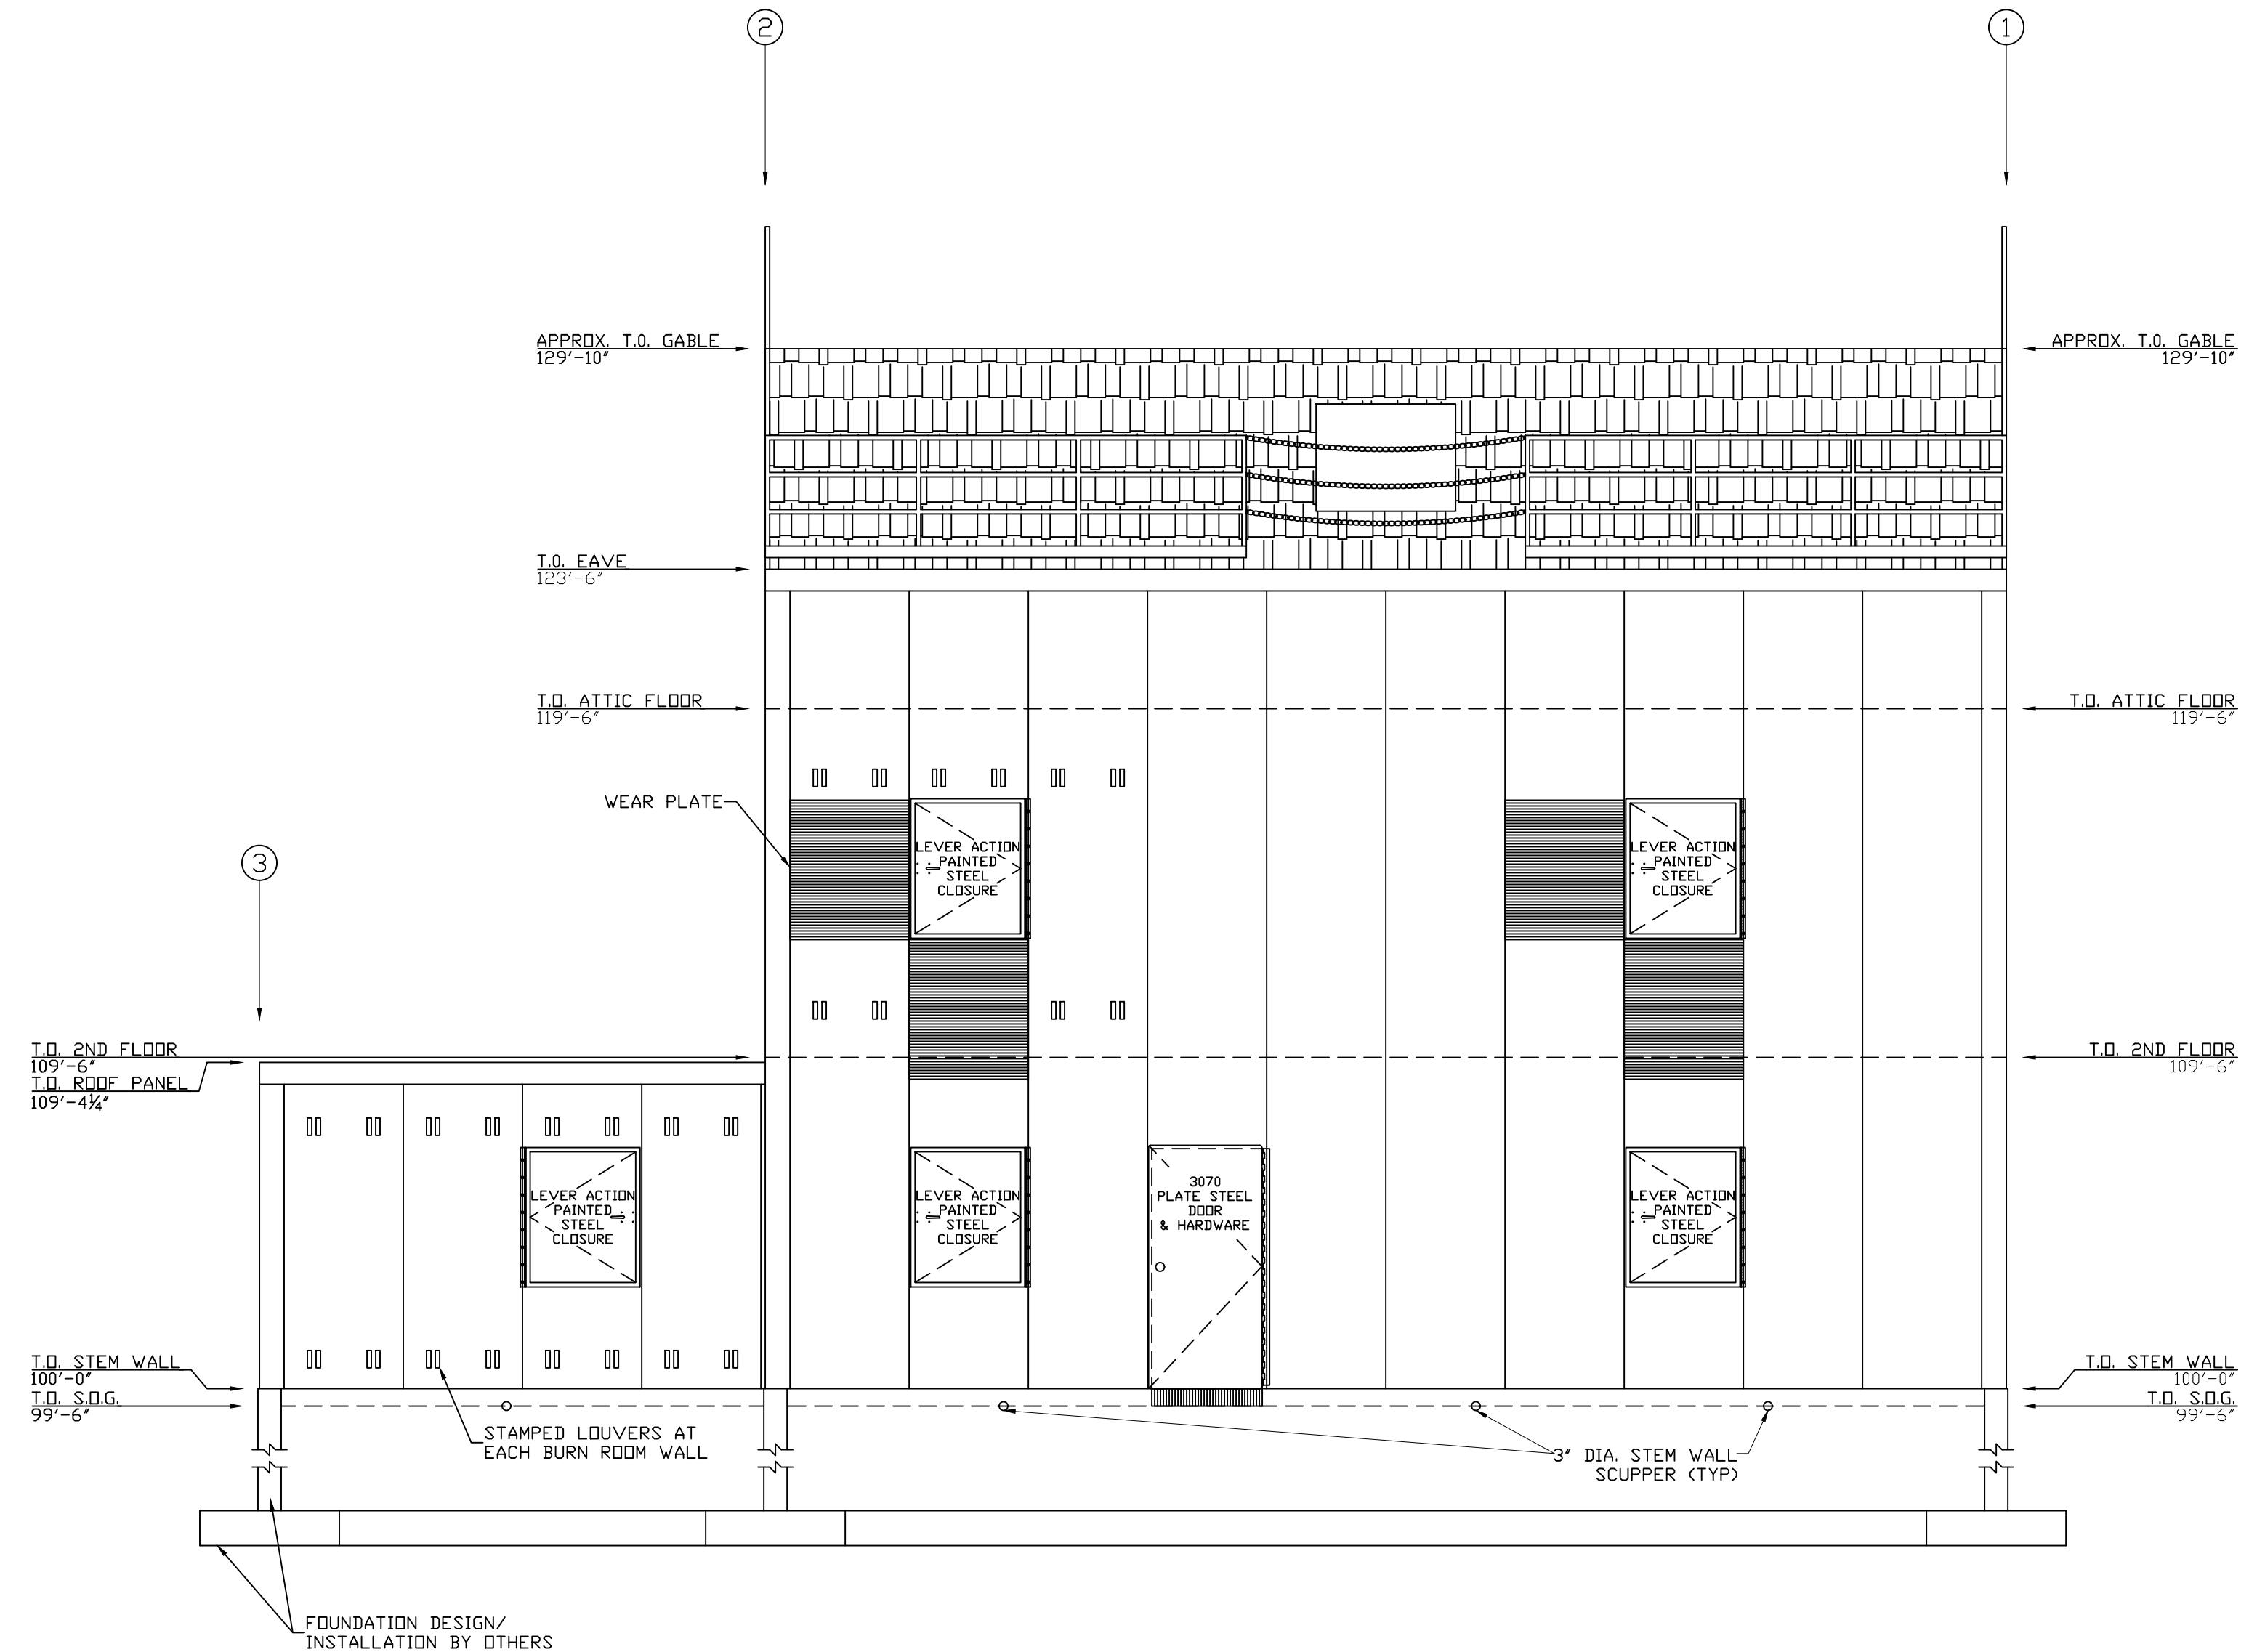 2
1
APPROX. T.O. GABLE
129'-10"
APPROX. T.O. GABLE
129'-10"
T.O. EAVE
123'-6"
T.O. ATTIC FLOOR
119'-6"
T.O. ATTIC FLOOR
119'-6"
WEAR PLATE
LEVER ACTION
PAINTED
STEEL
CLOSURE
LEVER ACTION
PAINTED
STEEL
CLOSURE
3
T.O. 2ND FLOOR
109'-6"
T.O. ROOF PANEL
109'-4¼"
T.O. 2ND FLOOR
109'-6"
LEVER ACTION
PAINTED
STEEL
CLOSURE
LEVER ACTION
PAINTED
STEEL
CLOSURE
3070
PLATE STEEL
DOOR
& HARDWARE
LEVER ACTION
PAINTED
STEEL
CLOSURE
T.O. STEM WALL
100'-0"
T.O. S.O.G.
99'-6"
T.O. STEM WALL
100'-0"
T.O. S.O.G.
99'-6"
STAMPED LOUVERS AT
EACH BURN ROOM WALL
3" DIA. STEM WALL
SCUPPER (TYP)
FOUNDATION DESIGN/
INSTALLATION BY OTHERS